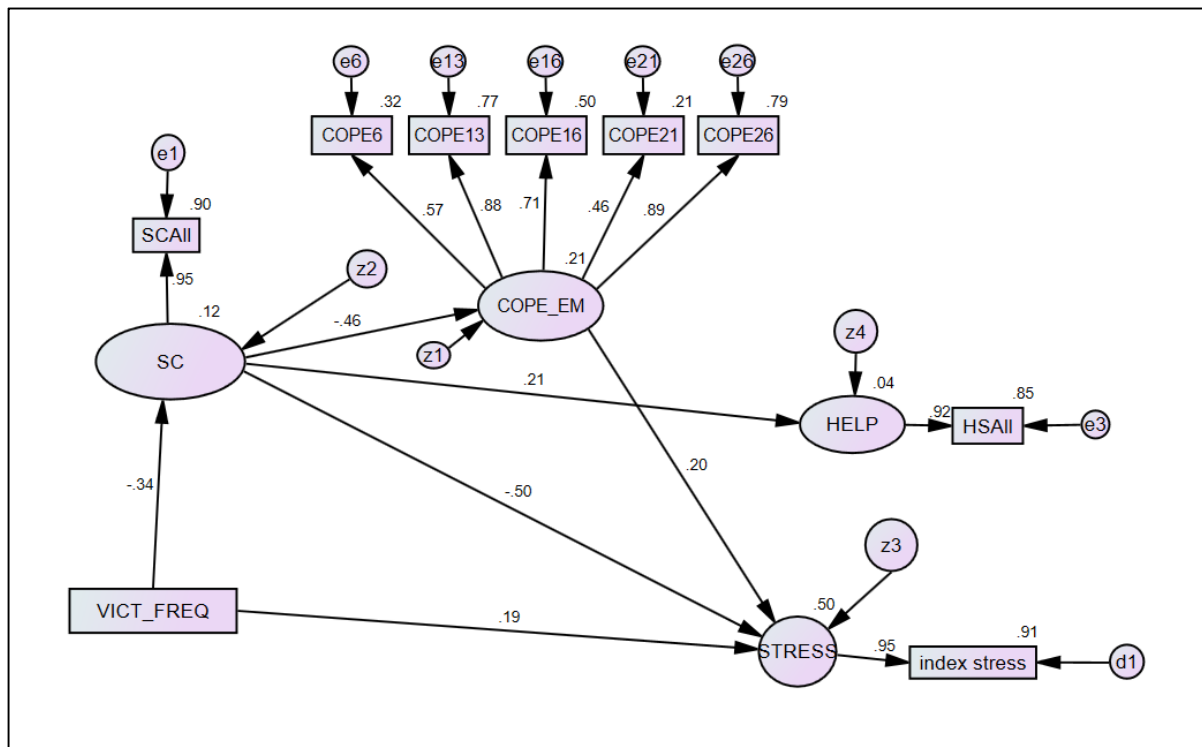 e6 e13 e16 e21 e26
.32 .77 .50 .21 .79
COPE6 COPE13 COPE16 COPE21 COPE26
e1
.90
SCAll
.57 .88 .71 .46 .89
.95
z2
.21
COPE_EM
.12
-.46
z1
z4
SC
.21
.04 .85
HELP .92 HSAll e3
.20
-.34
-.50
z3
VICT_FREQ
.50
.19
.91
STRESS .95 index stress d1